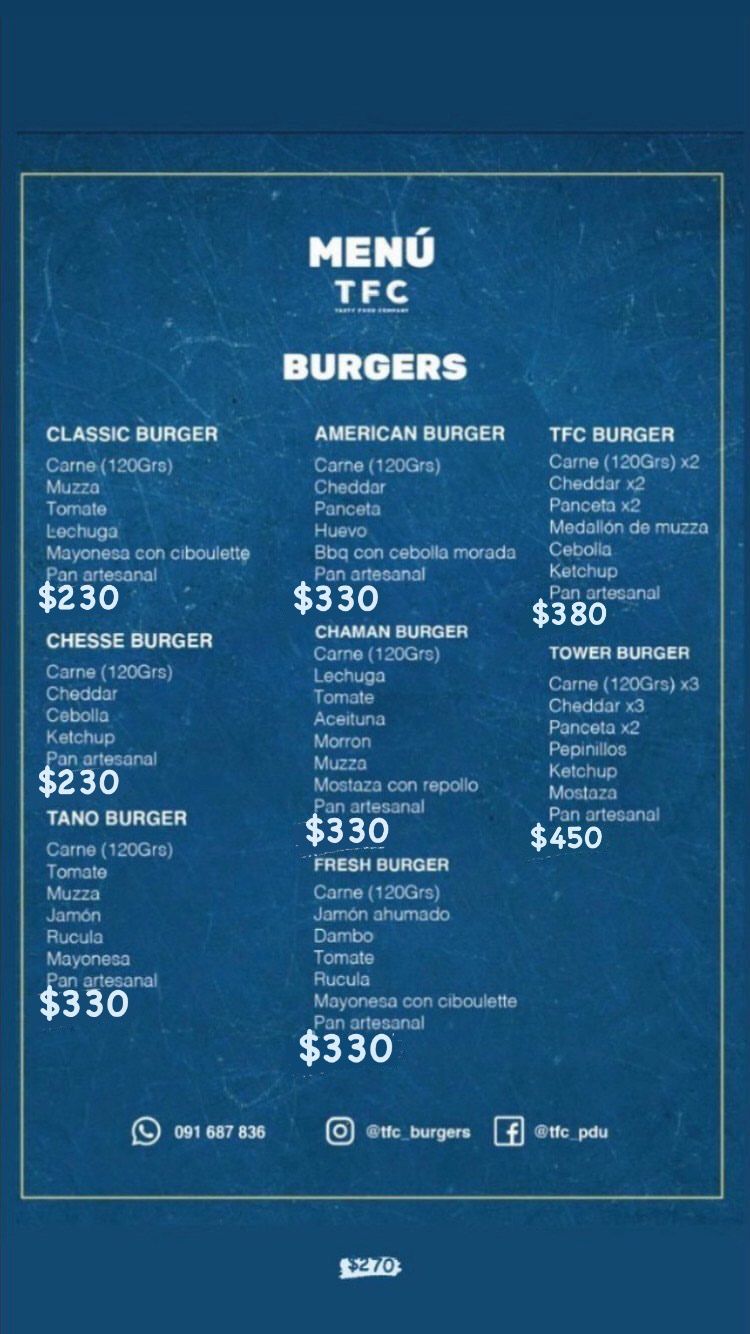 MENÚ
TFC
TASTY FOOD COMPANY
BURGERS
CLASSIC BURGER
Carne (120Grs)
Muzza
Tomate
Lechuga
Mayonesa con ciboulette
Pan artesanal
$230
CHESSE BURGER
Carne (120Grs)
Cheddar
Cebolla
Ketchup
Pan artesanal
$230
TANO BURGER
Carne (120Grs)
Tomate
Muzza
Jamón
Rucula
Mayonesa
Pan artesanal
$330
AMERICAN BURGER
Carne (120Grs)
Cheddar
Panceta
Huevo
Bbq con cebolla morada
Pan artesanal
$330
CHAMAN BURGER
Carne (120Grs)
Lechuga
Tomate
Aceituna
Morron
Muzza
Mostaza con repollo
Pan artesanal
$330
FRESH BURGER
Carne (120Grs)
Jamón ahumado
Dambo
Tomate
Rucula
Mayonesa con ciboulette
Pan artesanal
$330
TFC BURGER
Carne (120Grs) x2
Cheddar x2
Panceta x2
Medallón de muzza
Cebolla
Ketchup
Pan artesanal
$380
TOWER BURGER
Carne (120Grs) x3
Cheddar x3
Panceta x2
Pepinillos
Ketchup
Mostaza
Pan artesanal
$450
091 687 836
@tfc_burgers
@tfc_pdu
$270